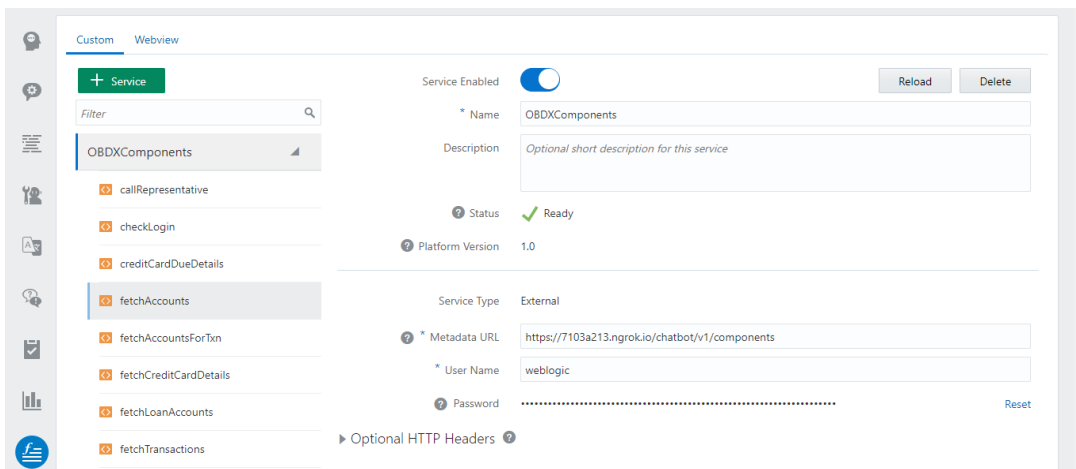 Custom Webview
+ Service
Filter
OBDXComponents
callRepresentative
checkLogin
creditCardDueDetails
fetchAccounts
fetchAccountsForTxn
fetchCreditCardDetails
fetchLoanAccounts
fetchTransactions
Service Enabled
Reload Delete
* Name OBDXComponents
Description Optional short description for this service
? Status Ready
? Platform Version 1.0
Service Type External
? * Metadata URL https://7103a213.ngrok.io/chatbot/v1/components
* User Name weblogic
? Password ••••••••••••••••••••••••••••••••••••••••••••••••••••••••••••••••••••• Reset
Optional HTTP Headers ?